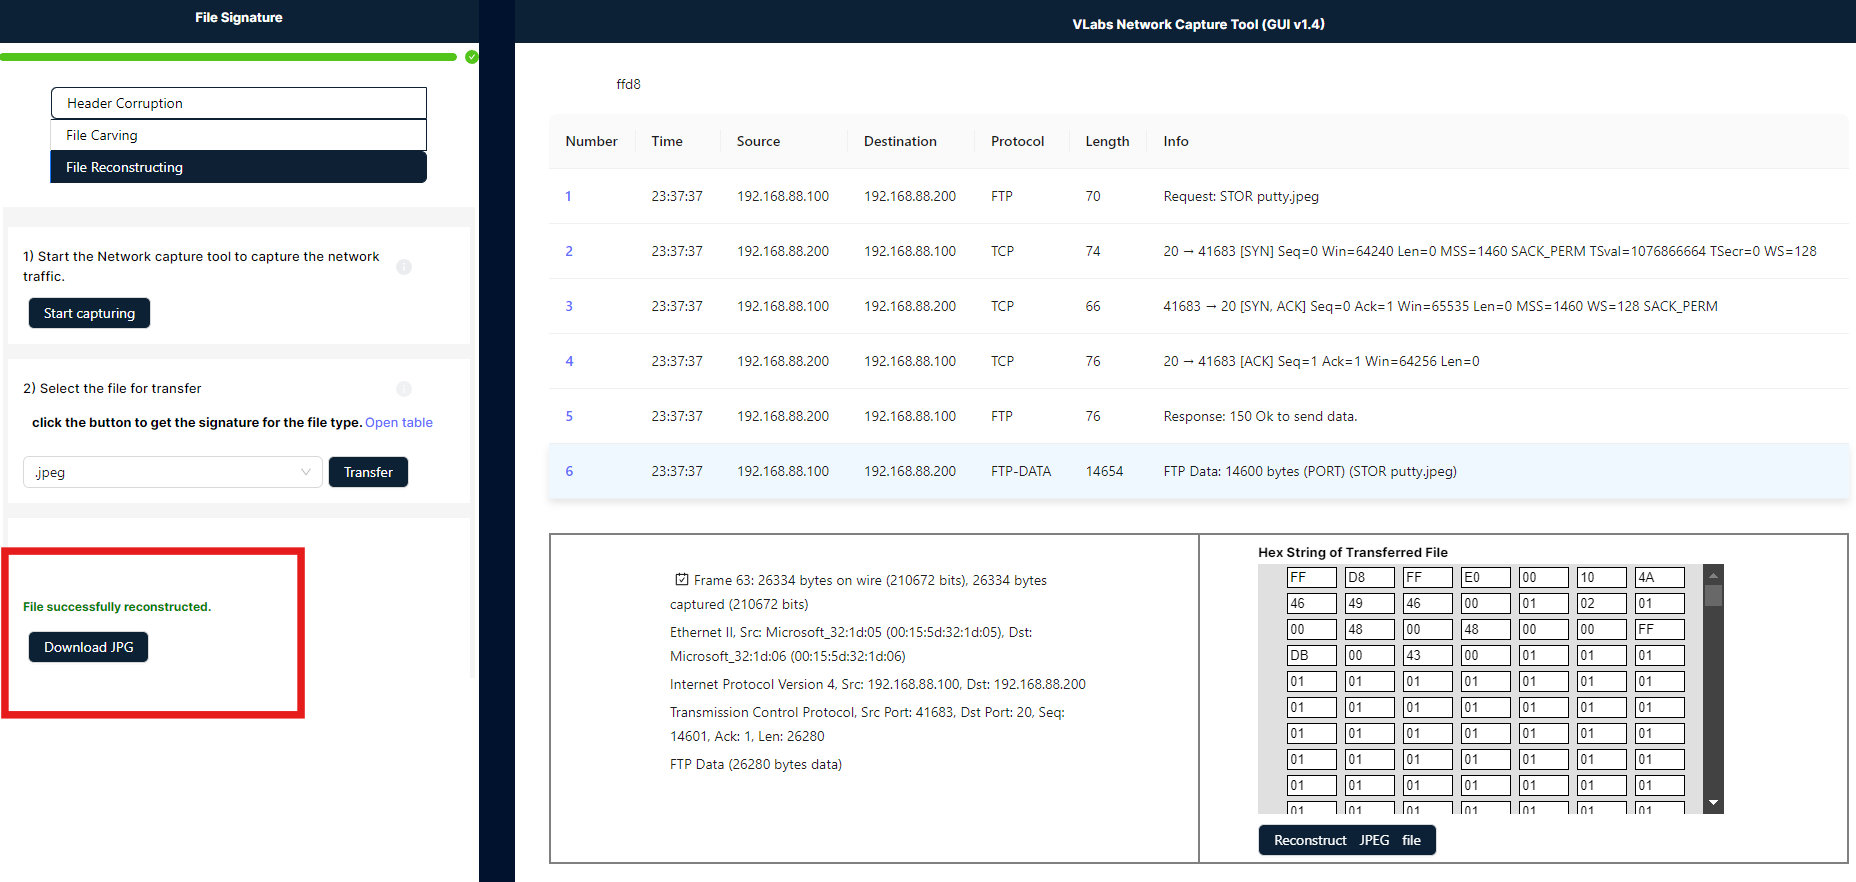 File Signature
Header Corruption
File Carving
File Reconstructing
1) Start the Network capture tool to capture the network
traffic.
Start capturing
2) Select the file for transfer
click the button to get the signature for the file type. Open table
.jpeg
Transfer
File successfully reconstructed.
Download JPG
VLabs Network Capture Tool (GUI v1.4)
ffd8
Number Time Source Destination Protocol Length Info
1 23:37:37 192.168.88.100 192.168.88.200 FTP 70 Request: STOR putty.jpeg
2 23:37:37 192.168.88.200 192.168.88.100 TCP 74 20 → 41683 [SYN] Seq=0 Win=64240 Len=0 MSS=1460 SACK_PERM TSval=1076866664 TSecr=0 WS=128
3 23:37:37 192.168.88.100 192.168.88.200 TCP 66 41683 → 20 [SYN, ACK] Seq=0 Ack=1 Win=65535 Len=0 MSS=1460 WS=128 SACK_PERM
4 23:37:37 192.168.88.200 192.168.88.100 TCP 76 20 → 41683 [ACK] Seq=1 Ack=1 Win=64256 Len=0
5 23:37:37 192.168.88.200 192.168.88.100 FTP 76 Response: 150 Ok to send data.
6 23:37:37 192.168.88.100 192.168.88.200 FTP-DATA 14654 FTP Data: 14600 bytes (PORT) (STOR putty.jpeg)
Frame 63: 26334 bytes on wire (210672 bits), 26334 bytes
captured (210672 bits)
Ethernet II, Src: Microsoft_32:1d:05 (00:15:5d:32:1d:05), Dst:
Microsoft_32:1d:06 (00:15:5d:32:1d:06)
Internet Protocol Version 4, Src: 192.168.88.100, Dst: 192.168.88.200
Transmission Control Protocol, Src Port: 41683, Dst Port: 20, Seq:
14601, Ack: 1, Len: 26280
FTP Data (26280 bytes data)
Hex String of Transferred File
FF D8 FF E0 00 10 4A
46 49 46 00 01 02 01
00 48 00 48 00 00 FF
DB 00 43 00 01 01 01
01 01 01 01 01 01 01
01 01 01 01 01 01 01
01 01 01 01 01 01 01
01 01 01 01 01 01 01
01 01 01 01 01 01 01
01 01 01 01 01 01 01
Reconstruct JPEG file